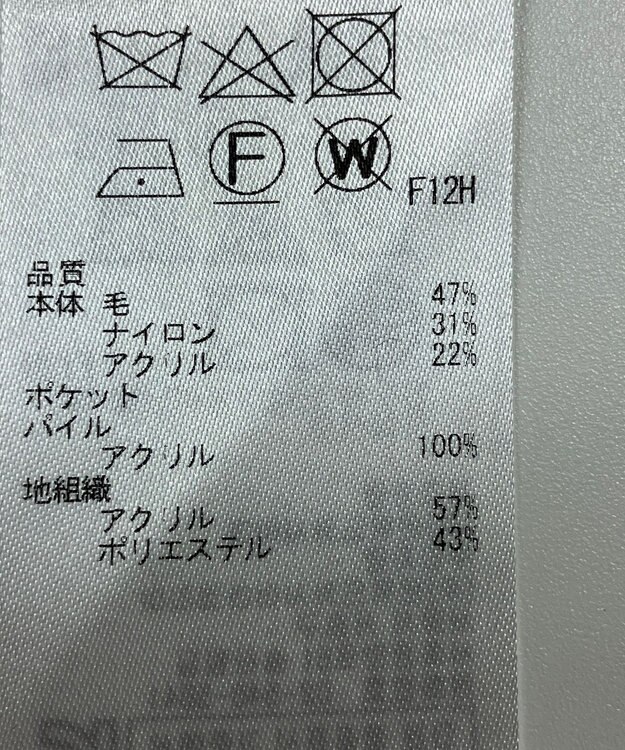 F W F12H
品質
本体 毛 47%
ナイロン 31%
アクリル 22%
ポケット
パイル
アクリル 100%
地組織
アクリル 57%
ポリエステル 43%